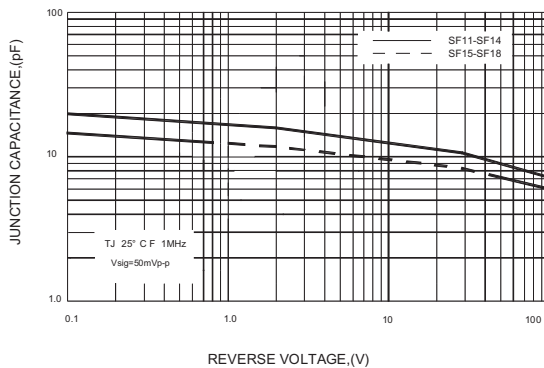 100
SF11-SF14
SF15-SF18
JUNCTION CAPACITANCE,(pF)
10
TJ 25° C F 1MHz
Vsig=50mVp-p
1.0
0.1 1.0 10 100
REVERSE VOLTAGE,(V)